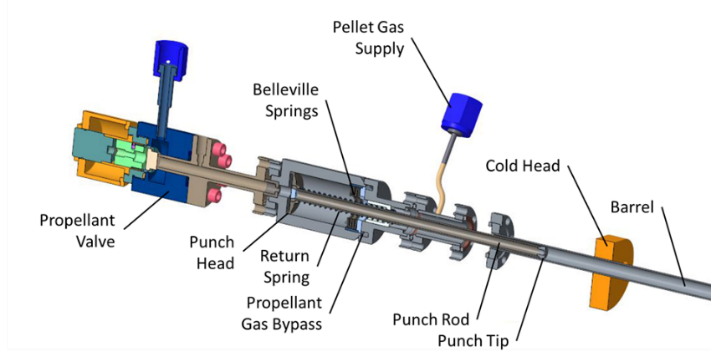 Pellet Gas
Supply
Belleville
Springs
Cold Head
Barrel
Propellant
Valve
Punch
Head
Return
Spring
Propellant
Gas Bypass
Punch Rod
Punch Tip